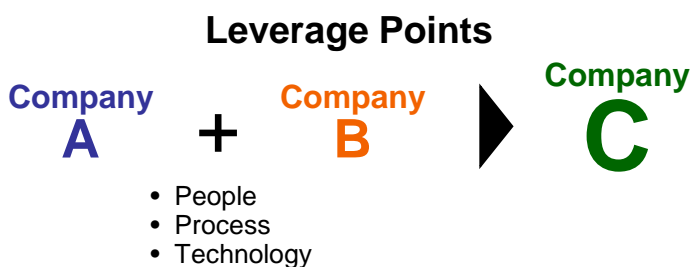 Leverage Points
Company
A
+
Company
B
Company
C
• People
• Process
• Technology